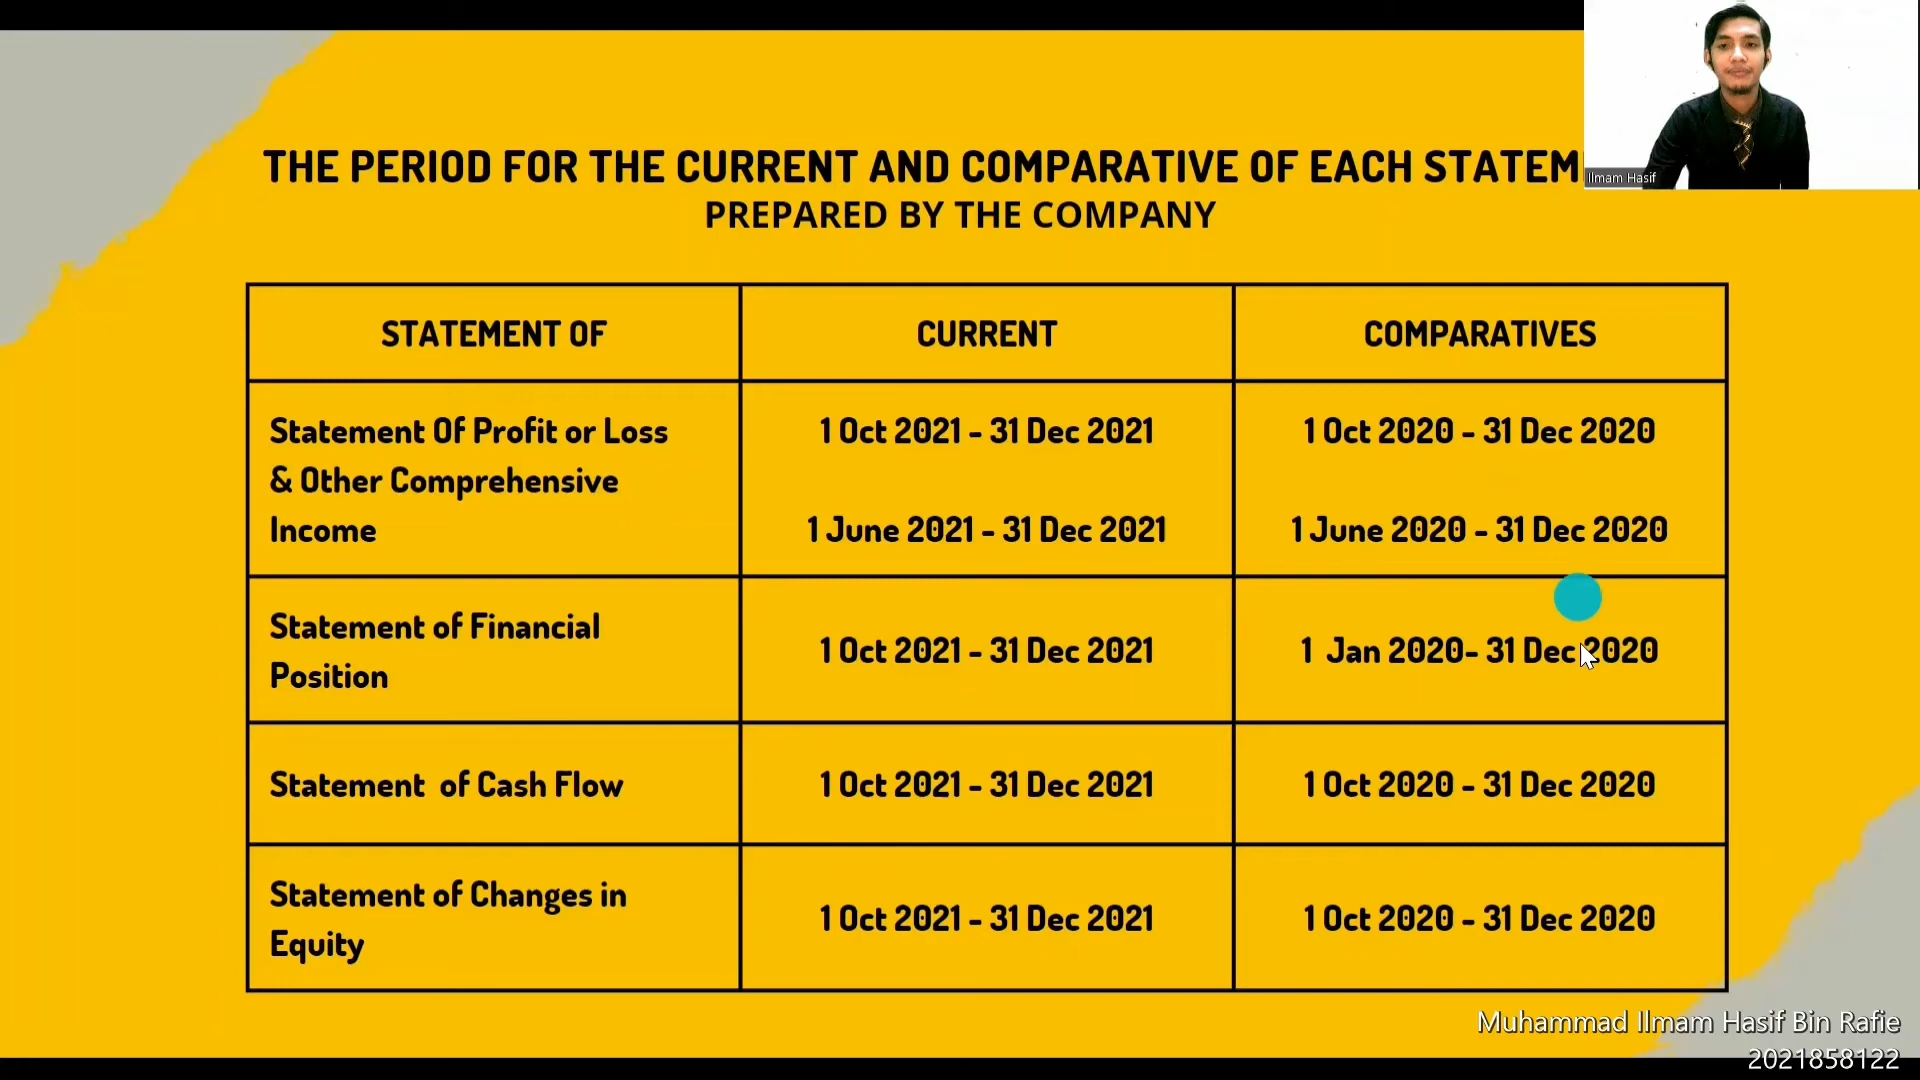 THE PERIOD FOR THE CURRENT AND COMPARATIVE OF EACH STATEM
PREPARED BY THE COMPANY
Ilmam Hasif
STATEMENT OF
CURRENT
COMPARATIVES
Statement Of Profit or Loss
& Other Comprehensive
Income
1 Oct 2021 - 31 Dec 2021
1 June 2021 - 31 Dec 2021
1 Oct 2020 - 31 Dec 2020
1 June 2020 - 31 Dec 2020
Statement of Financial
Position
1 Oct 2021 - 31 Dec 2021
1 Jan 2020- 31 Dec 2020
Statement of Cash Flow
1 Oct 2021 - 31 Dec 2021
1 Oct 2020 - 31 Dec 2020
Statement of Changes in
Equity
1 Oct 2021 - 31 Dec 2021
1 Oct 2020 - 31 Dec 2020
Muhammad Ilmam Hasif Bin Rafie
2021858122